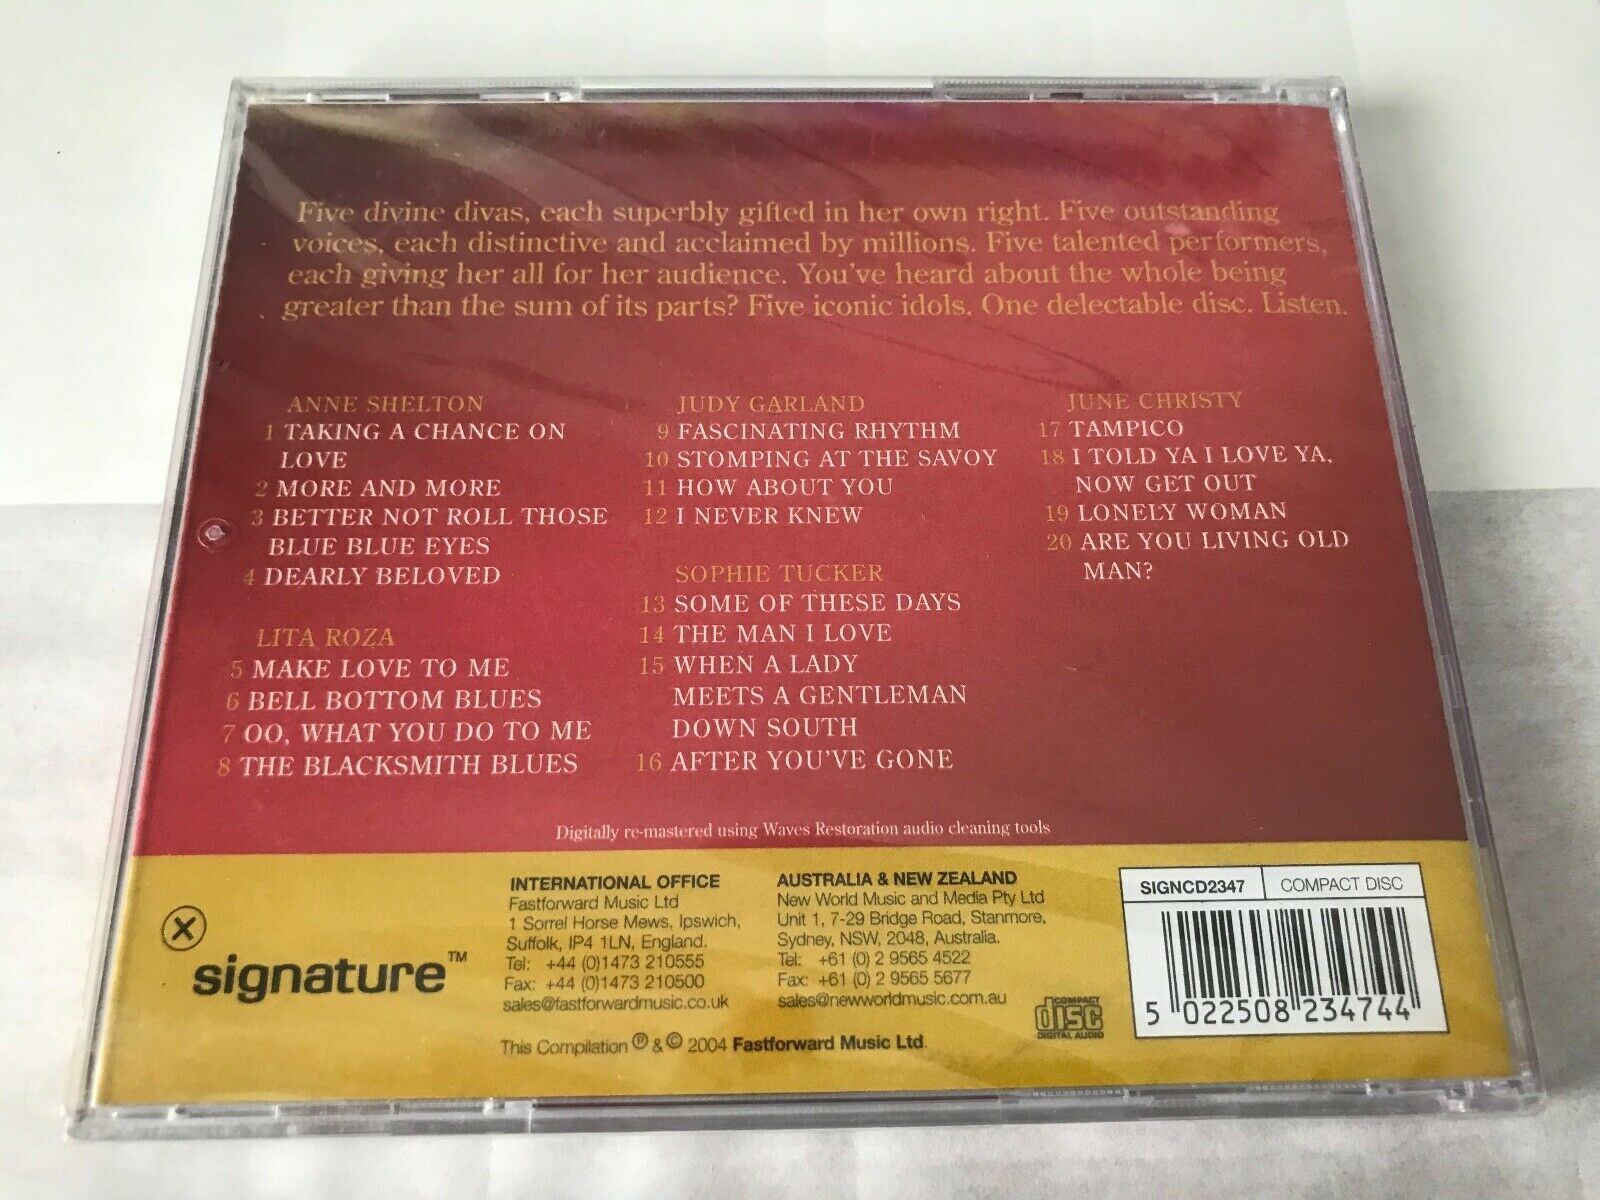 Five divine divas, each superbly gifted in her own right. Five outstanding
voices, each distinctive and acclaimed by millions. Five talented performers,
each giving her all for her audience. You've heard about the whole being
greater than the sum of its parts? Five iconic idols. One delectable disc. Listen.
ANNE SHELTON
1 TAKING A CHANCE ON
LOVE
2 MORE AND MORE
3 BETTER NOT ROLL THOSE
BLUE BLUE EYES
4 DEARLY BELOVED
LITA ROZA
5 MAKE LOVE TO ME
6 BELL BOTTOM BLUES
7 OO, WHAT YOU DO TO ME
8 THE BLACKSMITH BLUES
JUDY GARLAND
9 FASCINATING RHYTHM
10 STOMPING AT THE SAVOY
11 HOW ABOUT YOU
12 I NEVER KNEW
SOPHIE TUCKER
13 SOME OF THESE DAYS
14 THE MAN I LOVE
15 WHEN A LADY
MEETS A GENTLEMAN
DOWN SOUTH
16 AFTER YOU'VE GONE
JUNE CHRISTY
17 TAMPICO
18 I TOLD YA I LOVE YA,
NOW GET OUT
19 LONELY WOMAN
20 ARE YOU LIVING OLD
MAN?
Digitally re-mastered using Waves Restoration audio cleaning tools
signature™
INTERNATIONAL OFFICE
Fastforward Music Ltd
1 Sorrel Horse Mews, Ipswich,
Suffolk, IP4 1LN, England.
Tel: +44 (0)1473 210555
Fax: +44 (0)1473 210500
sales@fastforwardmusic.co.uk
AUSTRALIA & NEW ZEALAND
New World Music and Media Pty Ltd
Unit 1, 7-29 Bridge Road, Stanmore,
Sydney, NSW, 2048, Australia.
Tel: +61 (0) 2 9565 4522
Fax: +61 (0) 2 9565 5677
sales@newworldmusic.com.au
This Compilation ℗ & © 2004 Fastforward Music Ltd.
COMPACT
disc
DIGITAL AUDIO
SIGNCD2347 COMPACT DISC
5 022508 234744